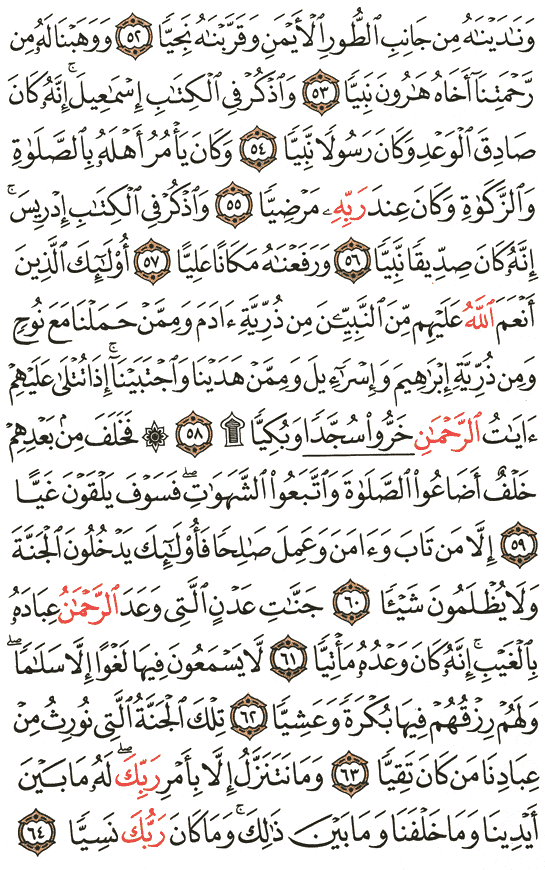 وَنَٰدَيۡنَٰهُ مِن جَانِبِ ٱلطُّورِ ٱلۡأَيۡمَنِ وَقَرَّبۡنَٰهُ نَجِيّٗا ٥٢ وَوَهَبۡنَا لَهُۥ مِن
رَّحۡمَتِنَآ أَخَاهُ هَٰرُونَ نَبِيّٗا ٥٣ وَٱذۡكُرۡ فِي ٱلۡكِتَٰبِ إِسۡمَٰعِيلَۚ إِنَّهُۥ كَانَ
صَادِقَ ٱلۡوَعۡدِ وَكَانَ رَسُولٗا نَّبِيّٗا ٥٤ وَكَانَ يَأۡمُرُ أَهۡلَهُۥ بِٱلصَّلَوٰةِ
وَٱلزَّكَوٰةِ وَكَانَ عِندَ رَبِّهِۦ مَرۡضِيّٗا ٥٥ وَٱذۡكُرۡ فِي ٱلۡكِتَٰبِ إِدۡرِيسَۚ
إِنَّهُۥ كَانَ صِدِّيقٗا نَّبِيّٗا ٥٦ وَرَفَعۡنَٰهُ مَكَانًا عَلِيًّا ٥٧ أُوْلَٰٓئِكَ ٱلَّذِينَ
أَنۡعَمَ ٱللَّهُ عَلَيۡهِم مِّنَ ٱلنَّبِيِّـۧنَ مِن ذُرِّيَّةِ ءَادَمَ وَمِمَّنۡ حَمَلۡنَا مَعَ نُوحٖ
وَمِن ذُرِّيَّةِ إِبۡرَٰهِيمَ وَإِسۡرَٰٓءِيلَ وَمِمَّنۡ هَدَيۡنَا وَٱجۡتَبَيۡنَآۚ إِذَا تُتۡلَىٰ عَلَيۡهِمۡ
ءَايَٰتُ ٱلرَّحۡمَٰنِ خَرُّواْ سُجَّدٗا وَبُكِيّٗا ۩ ٥٨ ۞ فَخَلَفَ مِنۢ بَعۡدِهِمۡ
خَلۡفٌ أَضَاعُواْ ٱلصَّلَوٰةَ وَٱتَّبَعُواْ ٱلشَّهَوَٰتِۖ فَسَوۡفَ يَلۡقَوۡنَ غَيًّا
٥٩ إِلَّا مَن تَابَ وَءَامَنَ وَعَمِلَ صَٰلِحٗا فَأُوْلَٰٓئِكَ يَدۡخُلُونَ ٱلۡجَنَّةَ
وَلَا يُظۡلَمُونَ شَيۡـٔٗا ٦٠ جَنَّٰتِ عَدۡنٍ ٱلَّتِي وَعَدَ ٱلرَّحۡمَٰنُ عِبَادَهُۥ
بِٱلۡغَيۡبِۚ إِنَّهُۥ كَانَ وَعۡدُهُۥ مَأۡتِيّٗا ٦١ لَّا يَسۡمَعُونَ فِيهَا لَغۡوًا إِلَّا سَلَٰمٗاۖ
وَلَهُمۡ رِزۡقُهُمۡ فِيهَا بُكۡرَةٗ وَعَشِيّٗا ٦٢ تِلۡكَ ٱلۡجَنَّةُ ٱلَّتِي نُورِثُ مِنۡ
عِبَادِنَا مَن كَانَ تَقِيّٗا ٦٣ وَمَا نَتَنَزَّلُ إِلَّا بِأَمۡرِ رَبِّكَۖ لَهُۥ مَا بَيۡنَ
أَيۡدِينَا وَمَا خَلۡفَنَا وَمَا بَيۡنَ ذَٰلِكَۚ وَمَا كَانَ رَبُّكَ نَسِيّٗا ٦٤